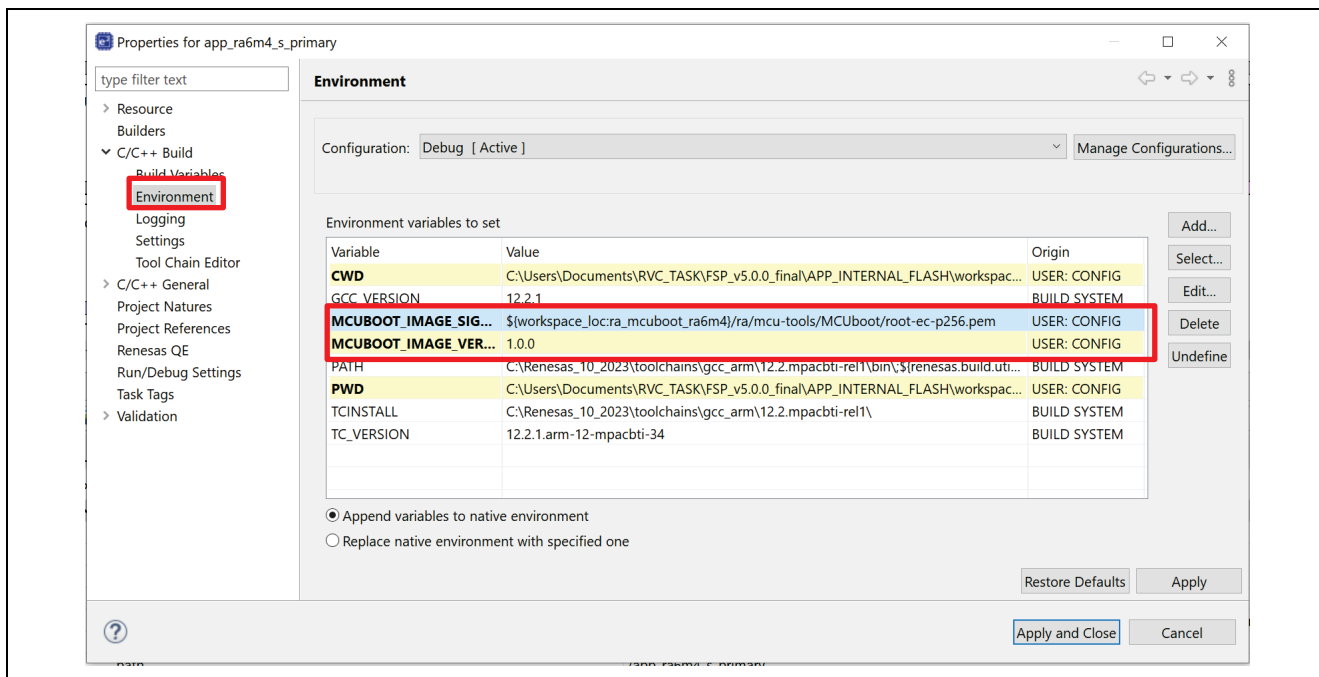 Properties for app_ra6m4_s_primary
type filter text
Environment
Resource
Builders
C/C++ Build
Build Variables
Environment
Logging
Settings
Tool Chain Editor
C/C++ General
Project Natures
Project References
Renesas QE
Run/Debug Settings
Task Tags
Validation
Configuration: Debug [ Active ] Manage Configurations...
Environment variables to set
Variable Value Origin
CWD C:\Users\Documents\RVC_TASK\FSP_v5.0.0_final\APP_INTERNAL_FLASH\workspac... USER: CONFIG
GCC_VERSION 12.2.1 BUILD SYSTEM
MCUBOOT_IMAGE_SIG... ${workspace_loc:ra_mcuboot_ra6m4}/ra/mcu-tools/MCUboot/root-ec-p256.pem USER: CONFIG
MCUBOOT_IMAGE_VER... 1.0.0 USER: CONFIG
PATH C:\Renesas_10_2023\toolchains\gcc_arm\12.2.mpacbti-rel1\bin\;${renesas.build.uti... BUILD SYSTEM
PWD C:\Users\Documents\RVC_TASK\FSP_v5.0.0_final\APP_INTERNAL_FLASH\workspac... USER: CONFIG
TCINSTALL C:\Renesas_10_2023\toolchains\gcc_arm\12.2.mpacbti-rel1\ BUILD SYSTEM
TC_VERSION 12.2.1.arm-12-mpacbti-34 BUILD SYSTEM
Add...
Select...
Edit...
Delete
Undefine
Append variables to native environment
Replace native environment with specified one
Restore Defaults Apply
Apply and Close Cancel
path /app_ra6m4_s_primary